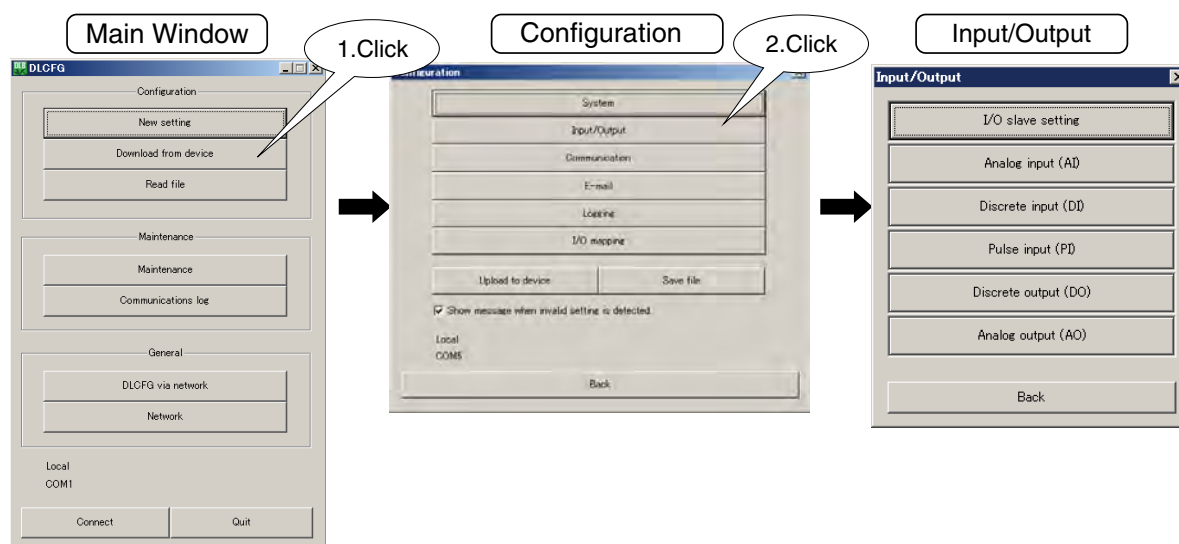 Main Window
1.Click
Configuration
2.Click
Input/Output
DLCFG
Configuration
New setting
Download from device
Read file
Maintenance
Maintenance
Communications log
General
DLCFG via network
Network
Local
COM1
Connect Quit
System
Input/Output
Communication
E-mail
Logging
I/O mapping
Upload to device Save file
Show message when invalid setting is detected.
Local
COM5
Back
Input/Output
I/O slave setting
Analog input (AI)
Discrete input (DI)
Pulse input (PI)
Discrete output (DO)
Analog output (AO)
Back